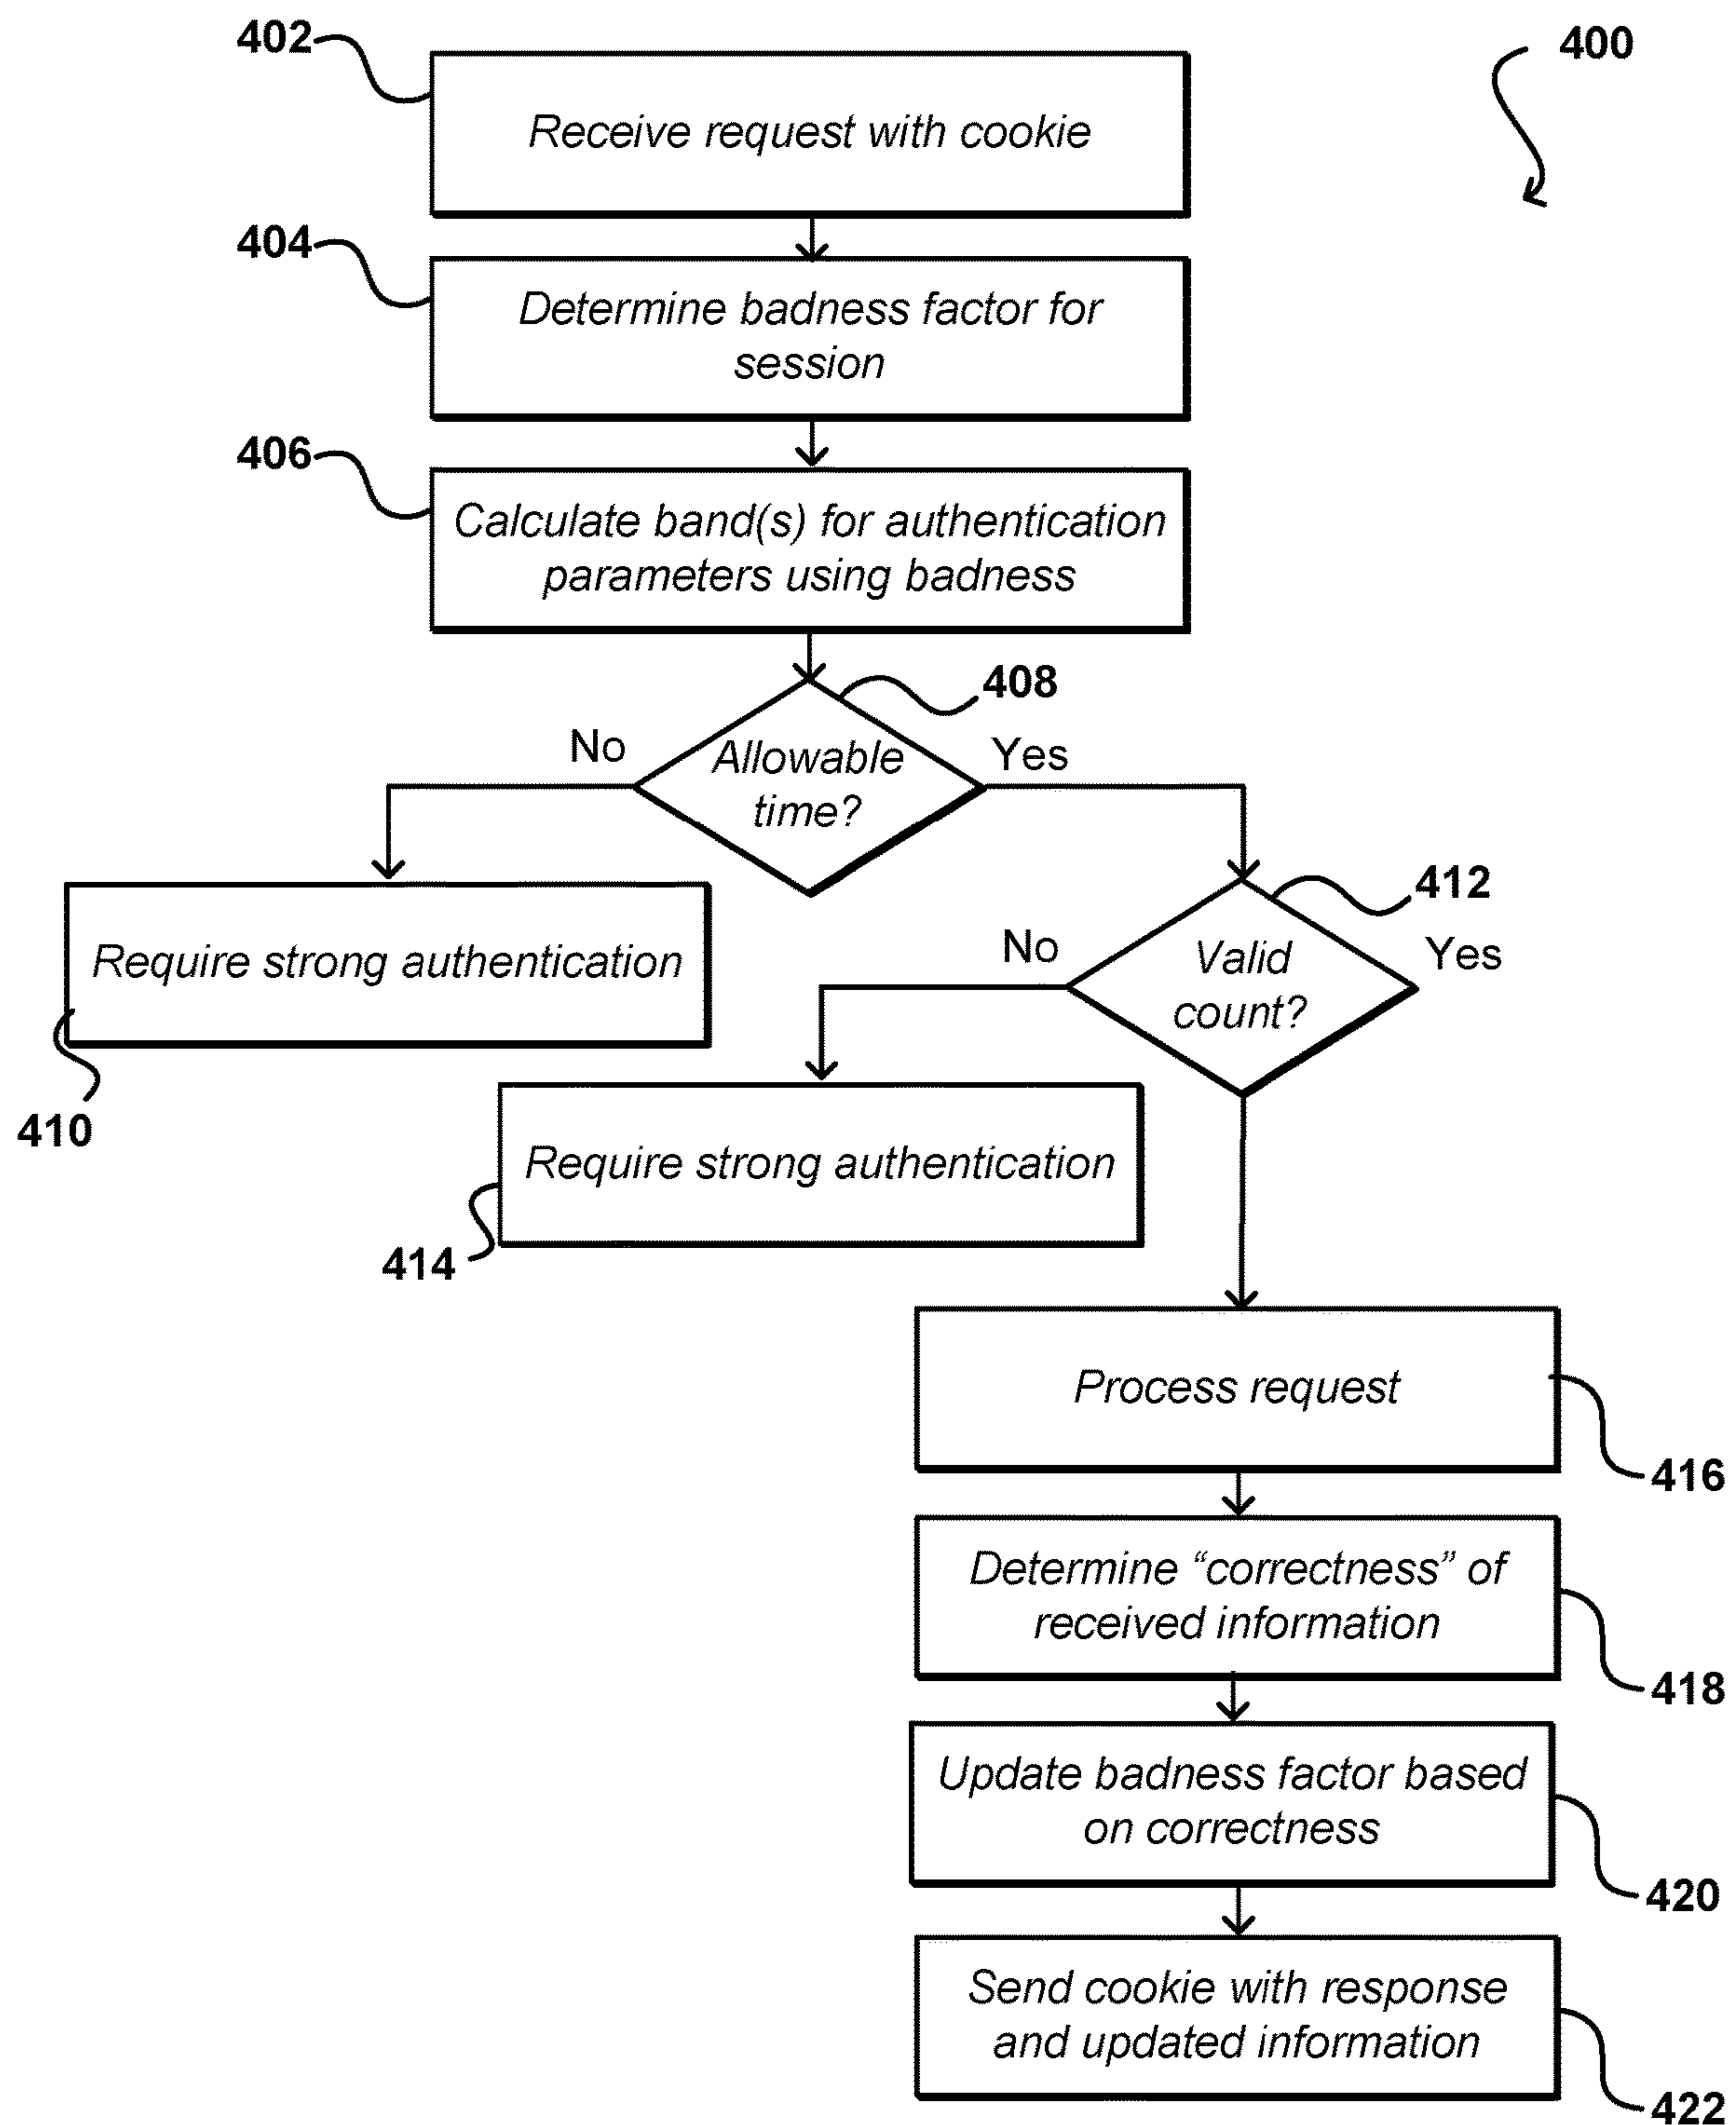 402
400
Receive request with cookie
404
Determine badness factor for
session
406
Calculate band(s) for authentication
parameters using badness
408
No
Yes
Allowable
time?
412
No
Yes
Valid
count?
Require strong authentication
410
Require strong authentication
414
Process request
416
Determine “correctness” of
received information
418
Update badness factor based
on correctness
420
Send cookie with response
and updated information
422